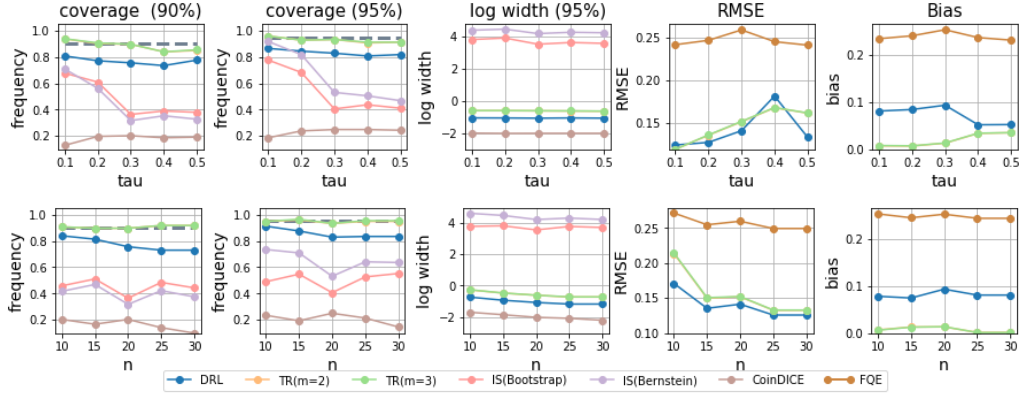 coverage (90%) coverage (95%) log width (95%) RMSE Bias
frequency 1.0 0.8 0.6 0.4 0.2 0.1 0.2 0.3 0.4 0.5 tau
frequency 1.0 0.8 0.6 0.4 0.2 0.1 0.2 0.3 0.4 0.5 tau
log width 4 2 0 −2 0.1 0.2 0.3 0.4 0.5 tau
RMSE 0.25 0.20 0.15 0.1 0.2 0.3 0.4 0.5 tau
bias 0.2 0.1 0.0 0.1 0.2 0.3 0.4 0.5 tau
frequency 1.0 0.8 0.6 0.4 0.2 10 15 20 25 30 n
frequency 1.0 0.8 0.6 0.4 0.2 10 15 20 25 30 n
log width 4 2 0 −2 10 15 20 25 30 n
RMSE 0.25 0.20 0.15 0.10 10 15 20 25 30 n
bias 0.2 0.1 0.0 10 15 20 25 30 n
DRL TR(m=2) TR(m=3) IS(Bootstrap) IS(Bernstein) CoinDICE FQE